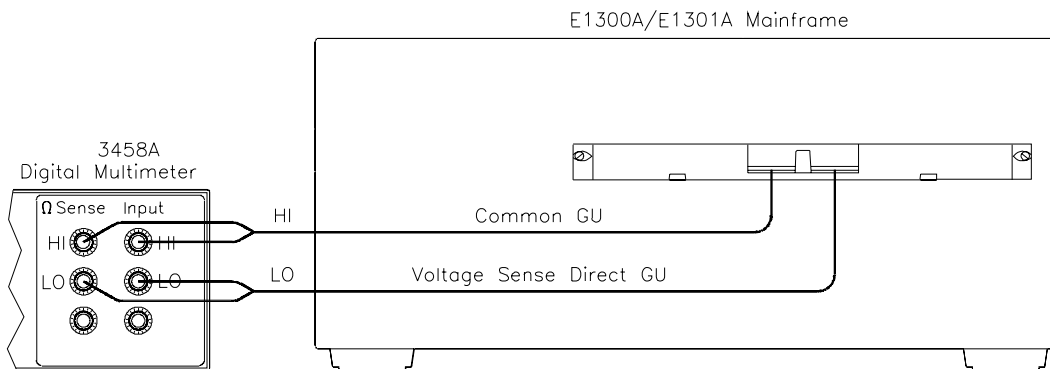 E1300A/E1301A Mainframe
3458A
Digital Multimeter
Ω Sense Input
HI HI
LO LO
HI Common GU
LO Voltage Sense Direct GU